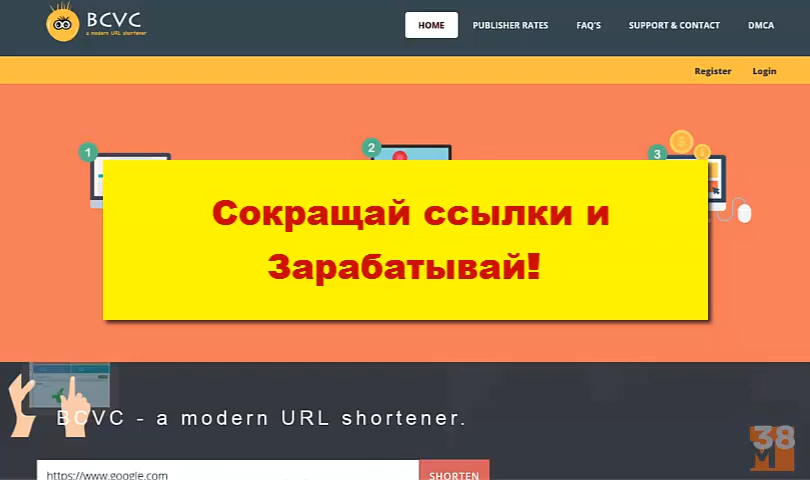 BCVC
a modern URL shortener
HOME PUBLISHER RATES FAQ'S SUPPORT & CONTACT DMCA
Register Login
1 2 3
Сокращай ссылки и
Зарабатывай!
BCVC - a modern URL shortener.
38
М
https://www.google.com SHORTEN